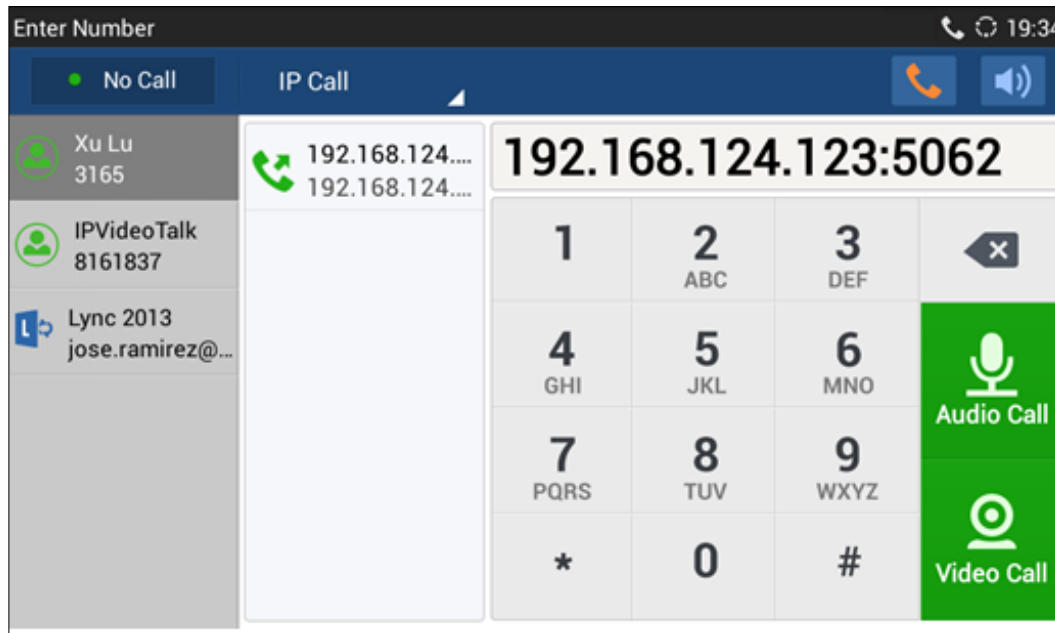 Enter Number
19:34
No Call
IP Call
Xu Lu
3165
IPVideoTalk
8161837
L
Lync 2013
jose.ramirez@...
192.168.124....
192.168.124....
192.168.124.123:5062
1
2
ABC
3
DEF
4
GHI
5
JKL
6
MNO
Audio Call
7
PQRS
8
TUV
9
WXYZ
*
0
#
Video Call